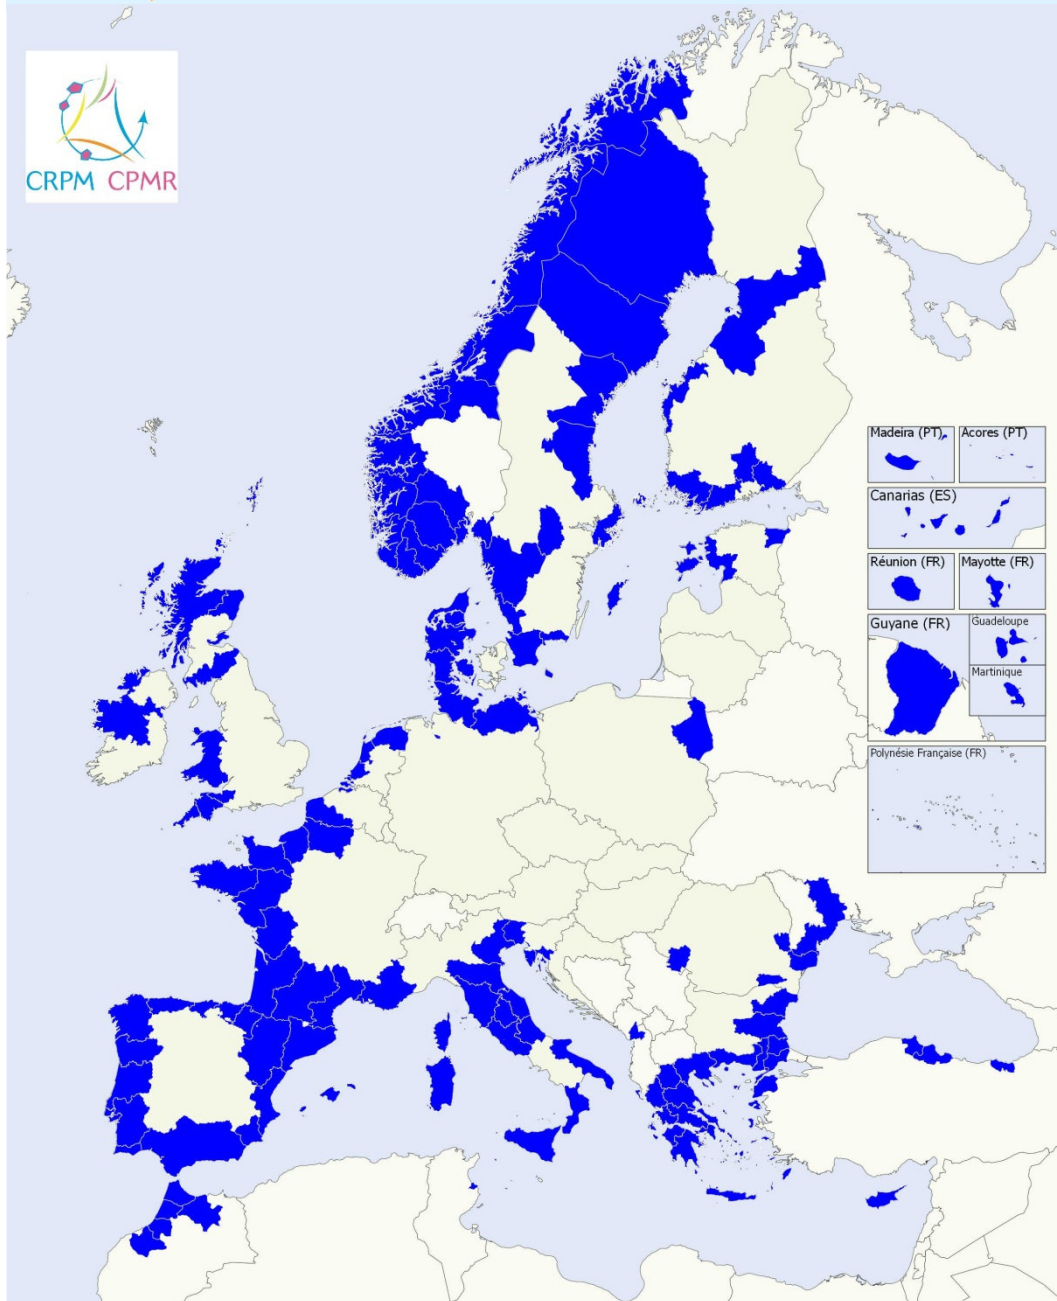 CRPM CPMR
Madeira (PT)
Acores (PT)
Canarias (ES)
Réunion (FR)
Mayotte (FR)
Guyane (FR)
Guadeloupe
Martinique
Polynésie Française (FR)